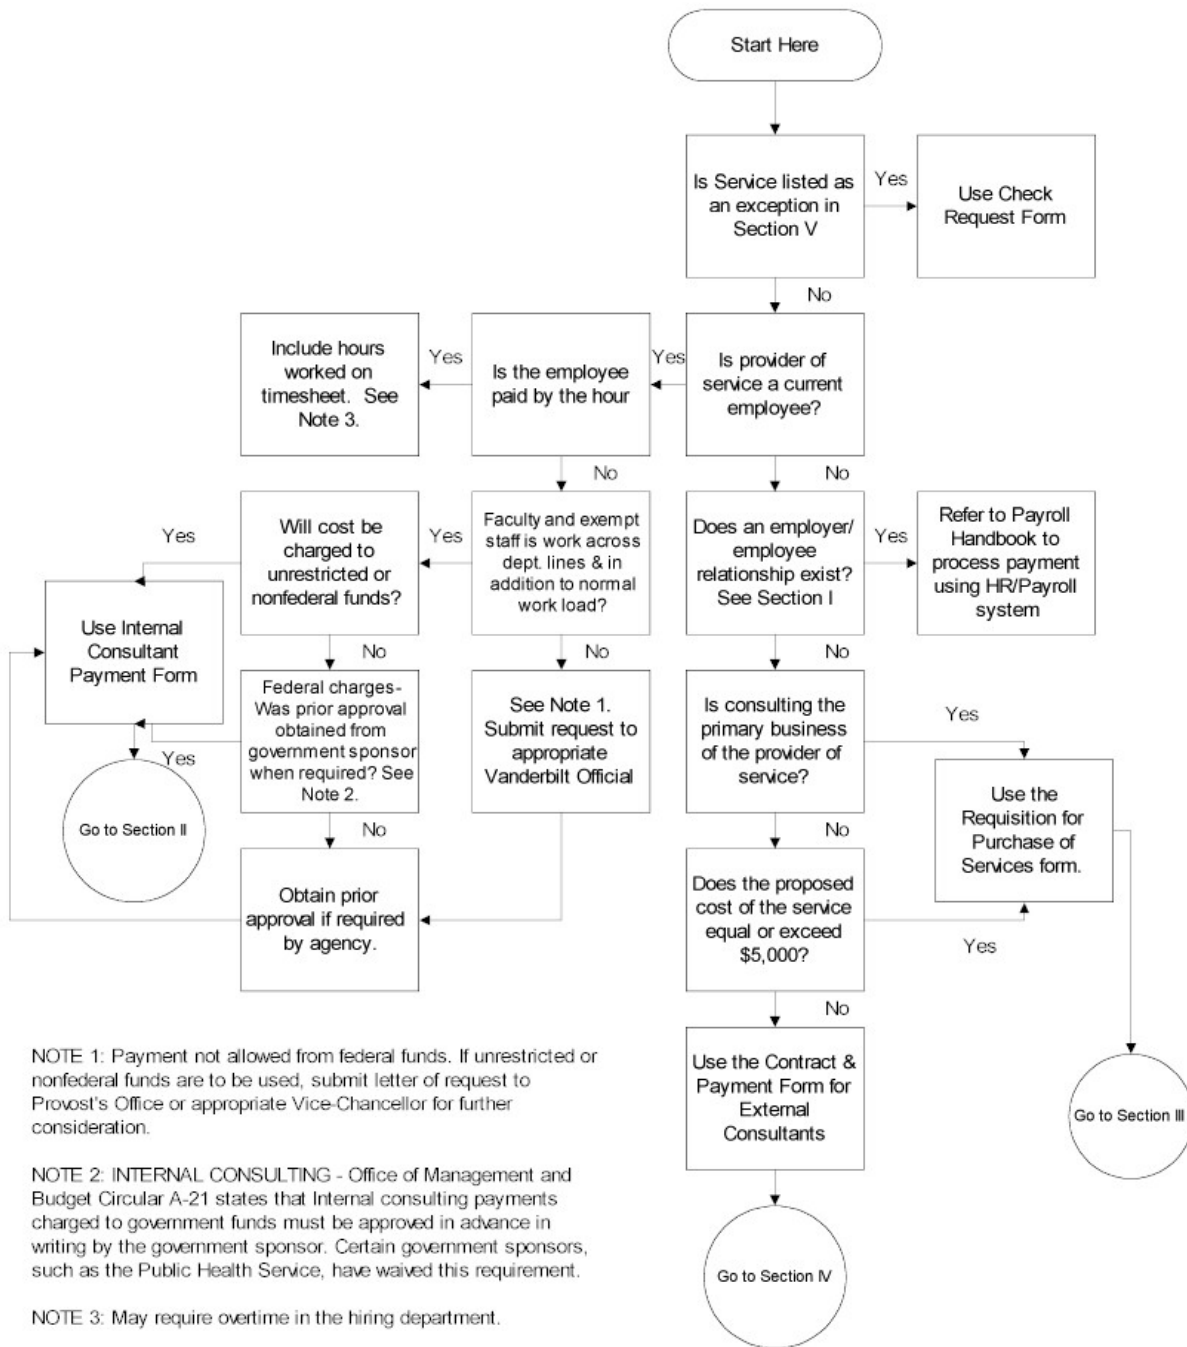 Start Here
Is Service listed as
an exception in
Section V
Yes
Use Check
Request Form
No
Include hours
worked on
timesheet. See
Note 3.
Yes
Is the employee
paid by the hour
Yes
Is provider of
service a current
employee?
No
No
Yes
Will cost be
charged to
unrestricted or
nonfederal funds?
Yes
Faculty and exempt
staff is work across
dept. lines & in
addition to normal
work load?
Does an employer/
employee
relationship exist?
See Section I
Yes
Refer to Payroll
Handbook to
process payment
using HR/Payroll
system
Use Internal
Consultant
Payment Form
No
No
No
Federal charges-
Was prior approval
obtained from
government sponsor
when required? See
Note 2.
Yes
See Note 1.
Submit request to
appropriate
Vanderbilt Official
Is consulting the
primary business
of the provider of
service?
Yes
Use the
Requisition for
Purchase of
Services form.
Go to Section II
No
No
Obtain prior
approval if required
by agency.
Does the proposed
cost of the service
equal or exceed
$5,000?
Yes
No
Use the Contract &
Payment Form for
External
Consultants
Go to Section III
Go to Section IV
NOTE 1: Payment not allowed from federal funds. If unrestricted or
nonfederal funds are to be used, submit letter of request to
Provost's Office or appropriate Vice-Chancellor for further
consideration.
NOTE 2: INTERNAL CONSULTING - Office of Management and
Budget Circular A-21 states that Internal consulting payments
charged to government funds must be approved in advance in
writing by the government sponsor. Certain government sponsors,
such as the Public Health Service, have waived this requirement.
NOTE 3: May require overtime in the hiring department.